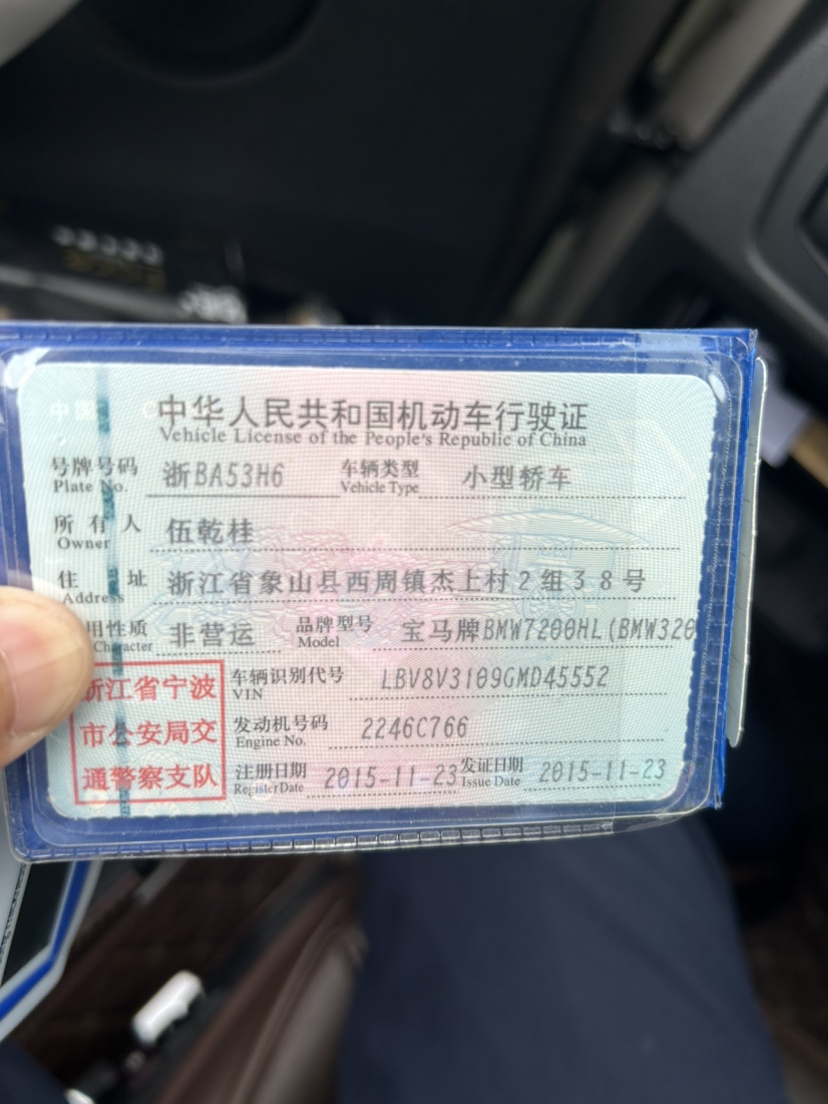 中华人民共和国机动车行驶证
Vehicle License of the People's Republic of China
号牌号码 浙BA53H6 车辆类型 小型轿车
Plate No. Vehicle Type
所有人 伍乾桂
Owner
住址 浙江省象山县西周镇杰上村2组38号
Address
用性质 非营运 品牌型号 宝马牌BMW7200HL(BMW320
Character Model
浙江省宁波
市公安局交
通警察支队
车辆识别代号 LBV8V3109GMD45552
VIN
发动机号码 2246C766
Engine No.
注册日期 2015-11-23 发证日期 2015-11-23
Register Date Issue Date